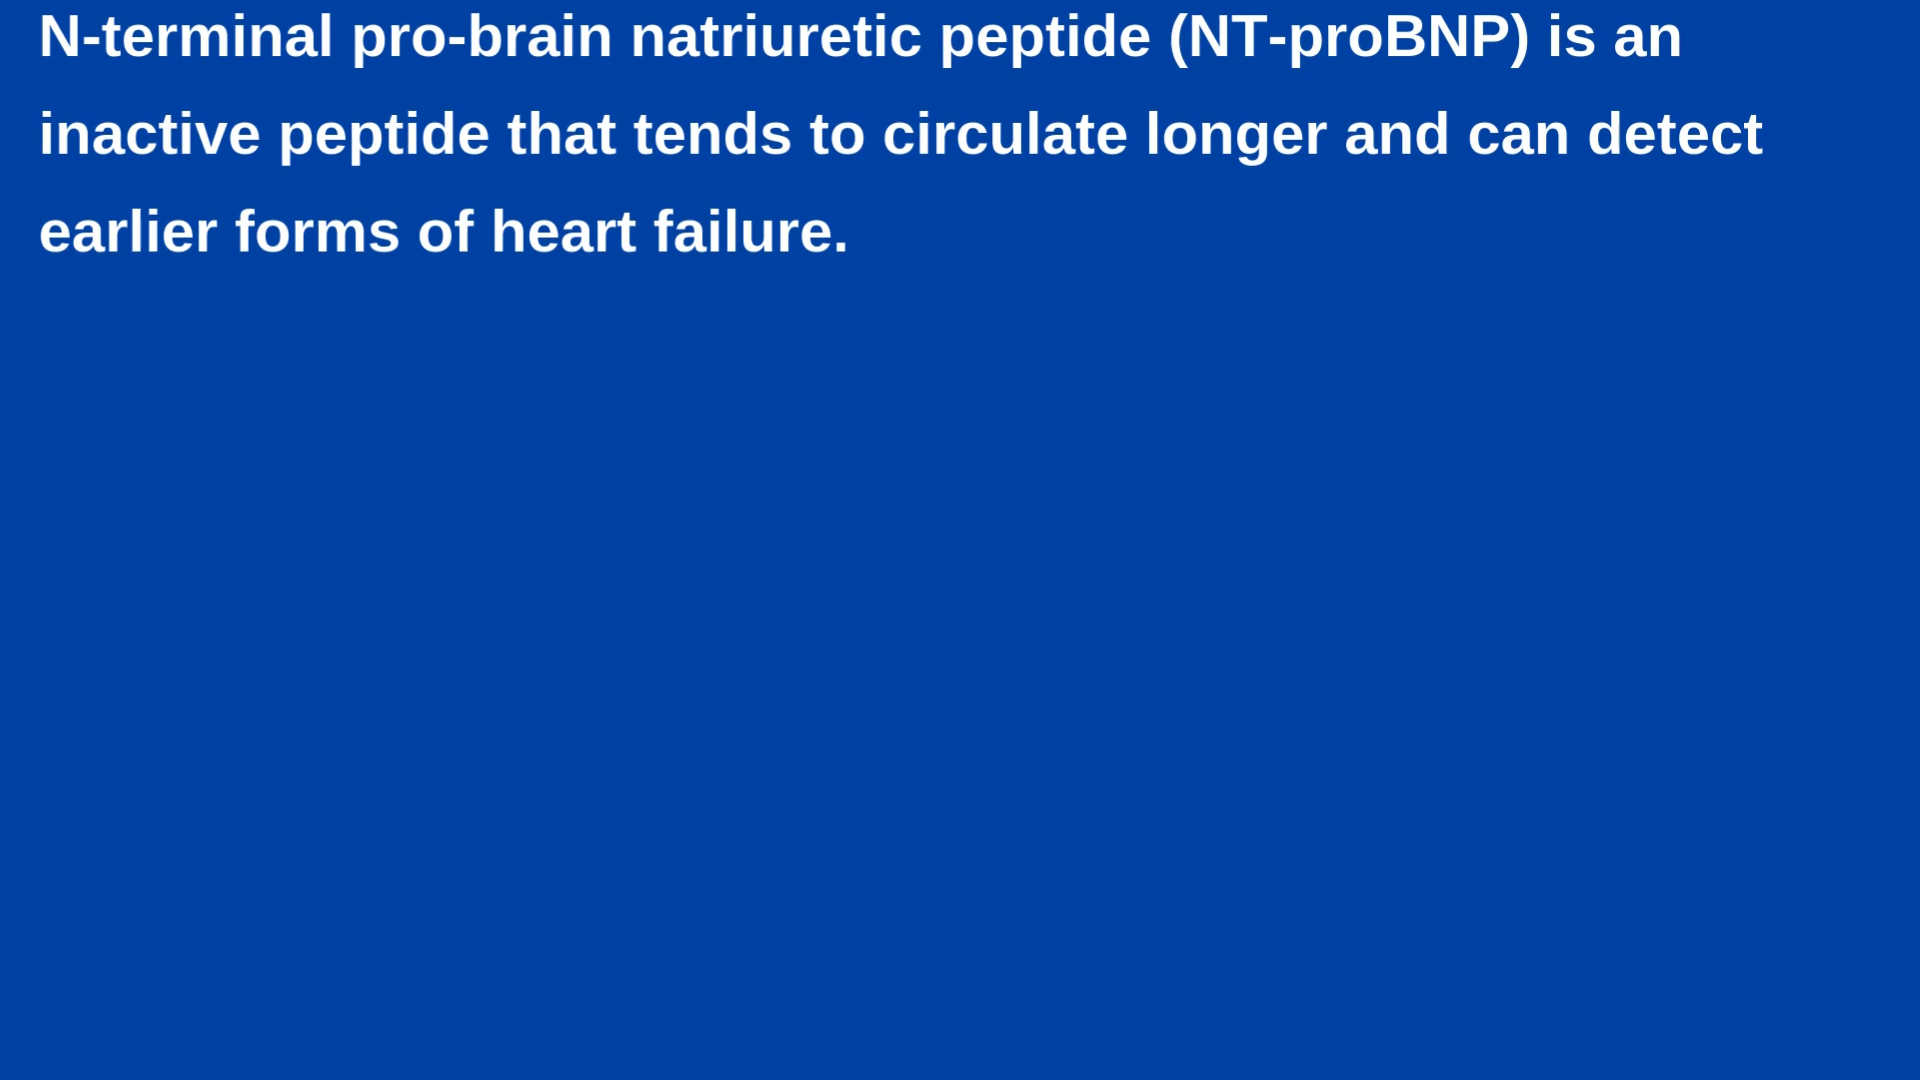 N-terminal pro-brain natriuretic peptide (NT-proBNP) is an
inactive peptide that tends to circulate longer and can detect
earlier forms of heart failure.